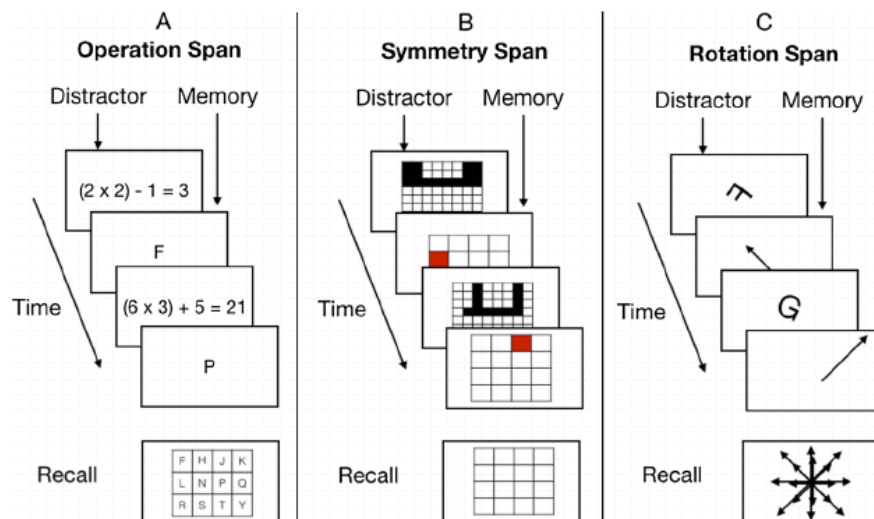 A
Operation Span
Distractor Memory
(2 x 2) - 1 = 3
F
(6 x 3) + 5 = 21
P
Time
Recall
F H J K
L N P Q
R S T Y
B
Symmetry Span
Distractor Memory
Time
Recall
C
Rotation Span
Distractor Memory
F
G
Time
Recall